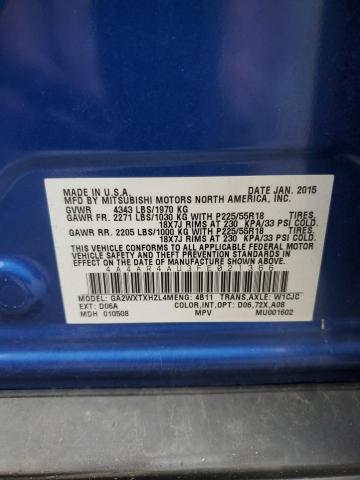 MADE IN U.S.A. DATE JAN. 2015
MFD BY MITSUBISHI MOTORS NORTH AMERICA, INC.
GVWR 4343 LBS/1970 KG
GAWR FR. 2271 LBS/1030 KG WITH P225/55R18 TIRES,
18X7J RIMS AT 230 KPA/33 PSI COLD.
GAWR RR. 2205 LBS/1000 KG WITH P225/55R18 TIRES,
18X7J RIMS AT 230 KPA/33 PSI COLD.
THIS VEHICLE CONFORMS TO ALL APPLICABLE FEDERAL MOTOR
VEHICLE SAFETY AND THEFT PREVENTION STANDARDS IN
EFFECT ON THE DATE OF MANUFACTURE SHOWN ABOVE.
4A4AR4AU3FE021366
MODEL: GA2WXTXHZL4M ENG: 4B11 TRANS,AXLE: W1CJC
EXT: D06A COLOR,INT,OPT: D06,72X,A08
MDH 010508 MPV MU001602